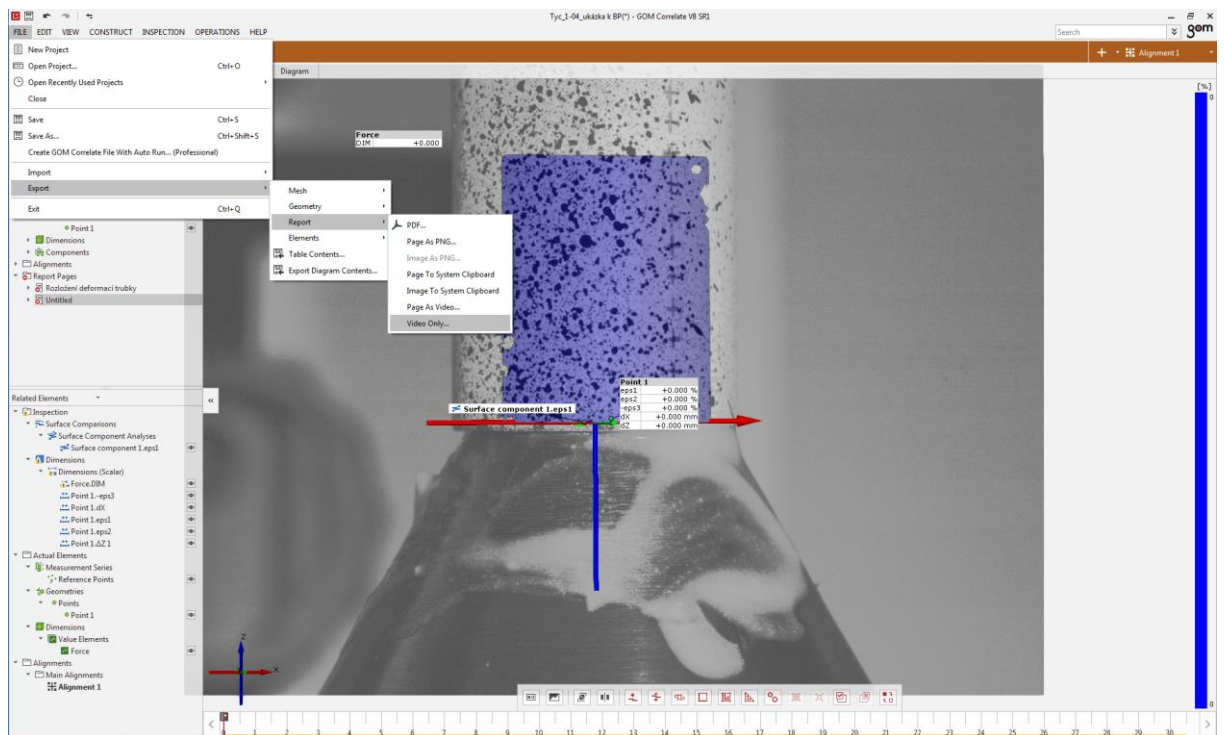 Tyc_1-04_ukázka k BP(*) - GOM Correlate V8 SR1
FILE EDIT VIEW CONSTRUCT INSPECTION OPERATIONS HELP
Search
gom
New Project
Open Project... Ctrl+O
Open Recently Used Projects
Close
Save Ctrl+S
Save As... Ctrl+Shift+S
Create GOM Correlate File With Auto Run... (Professional)
Import
Export
Exit Ctrl+Q
Mesh
Geometry
Report
Elements
Table Contents...
Export Diagram Contents...
PDF...
Page As PNG...
Image As PNG...
Page To System Clipboard
Image To System Clipboard
Page As Video...
Video Only...
Diagram
Alignment 1
[%]
0
0
Force
DIM +0.000
Point 1
eps1 +0.000 %
eps2 +0.000 %
-eps3 +0.000 %
dX +0.000 mm
dZ +0.000 mm
Surface component 1.eps1
Point 1
Dimensions
Components
Alignments
Report Pages
Rozložení deformací trubky
Untitled
Related Elements
Inspection
Surface Comparisons
Surface Component Analyses
Surface component 1.eps1
Dimensions
Dimensions (Scalar)
Force.DIM
Point 1.-eps3
Point 1.dX
Point 1.eps1
Point 1.eps2
Point 1.ΔZ 1
Actual Elements
Measurement Series
Reference Points
Geometries
Points
Point 1
Dimensions
Value Elements
Force
Alignments
Main Alignments
Alignment 1
Z
X
1 2 3 4 5 6 7 8 9 10 11 12 13 14 15 16 17 18 19 20 21 22 23 24 25 26 27 28 29 30